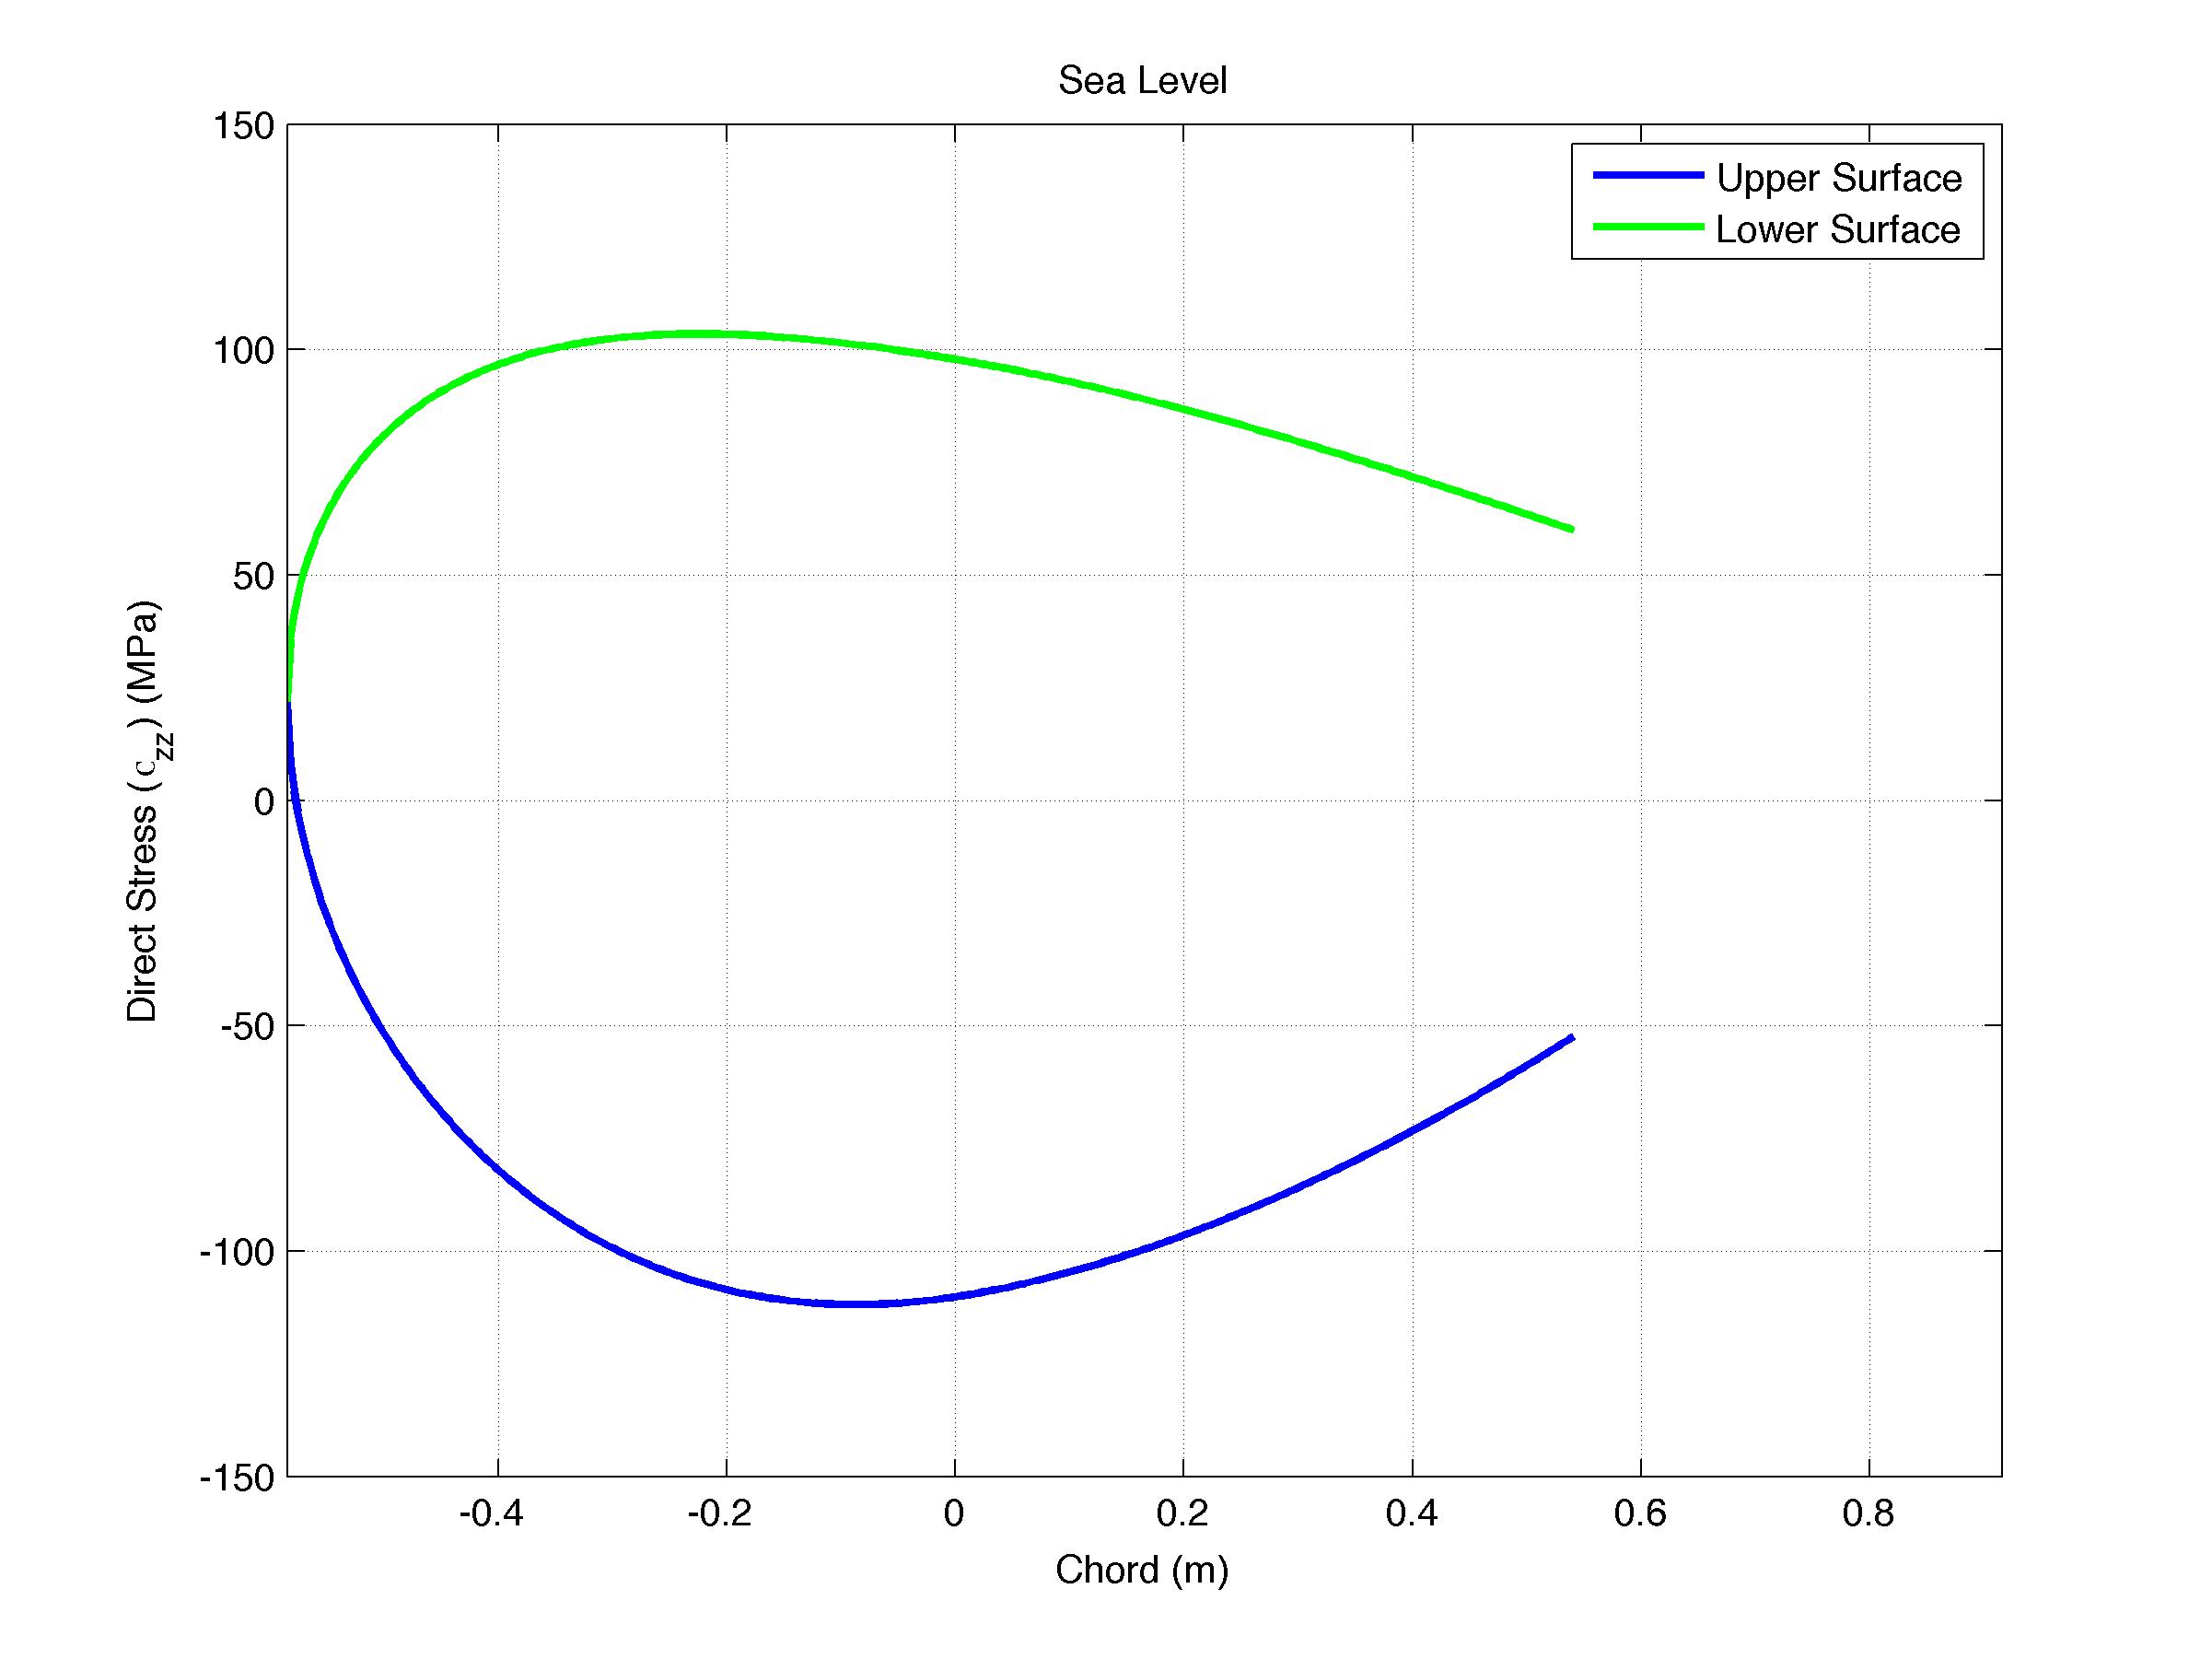 Sea Level
150
100
50
0
-50
-100
-150
Direct Stress (σzz) (MPa)
Upper Surface
Lower Surface
-0.4 -0.2 0 0.2 0.4 0.6 0.8
Chord (m)